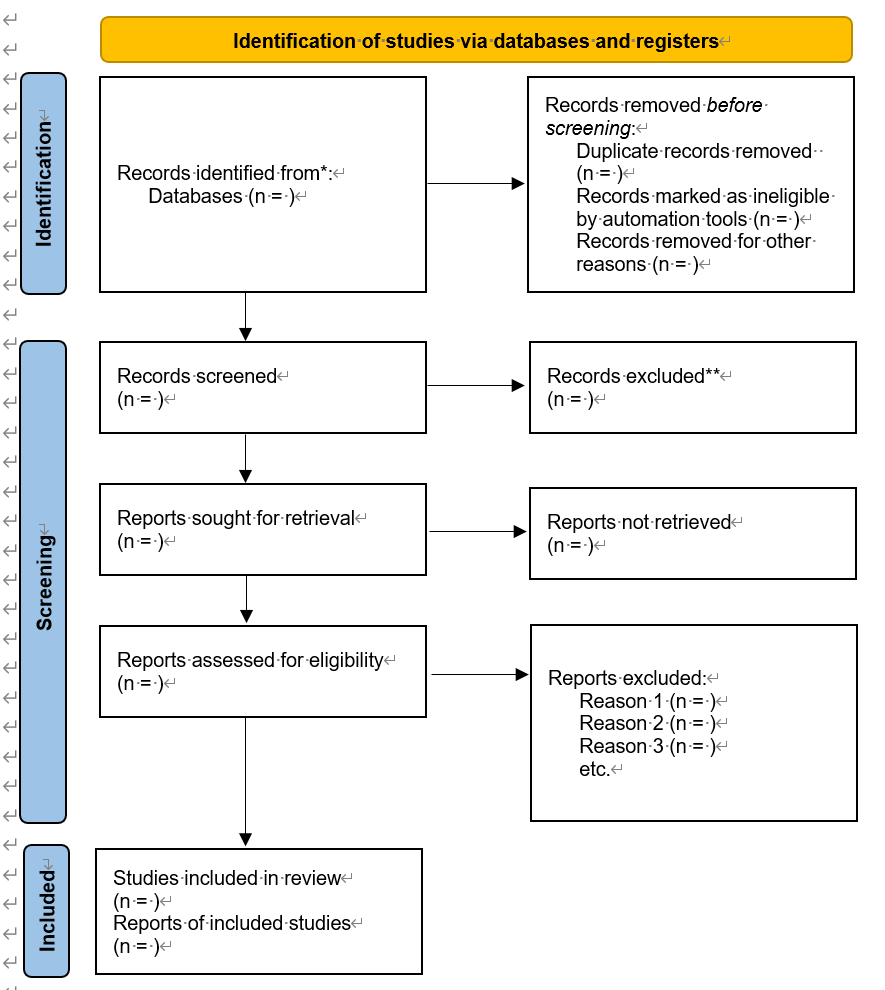 Identification of studies via databases and registers
Identification
Records identified from*:
Databases (n = )
Records removed before
screening:
Duplicate records removed
(n = )
Records marked as ineligible
by automation tools (n = )
Records removed for other
reasons (n = )
Screening
Records screened
(n = )
Records excluded**
(n = )
Reports sought for retrieval
(n = )
Reports not retrieved
(n = )
Reports assessed for eligibility
(n = )
Reports excluded:
Reason 1 (n = )
Reason 2 (n = )
Reason 3 (n = )
etc.
Included
Studies included in review
(n = )
Reports of included studies
(n = )